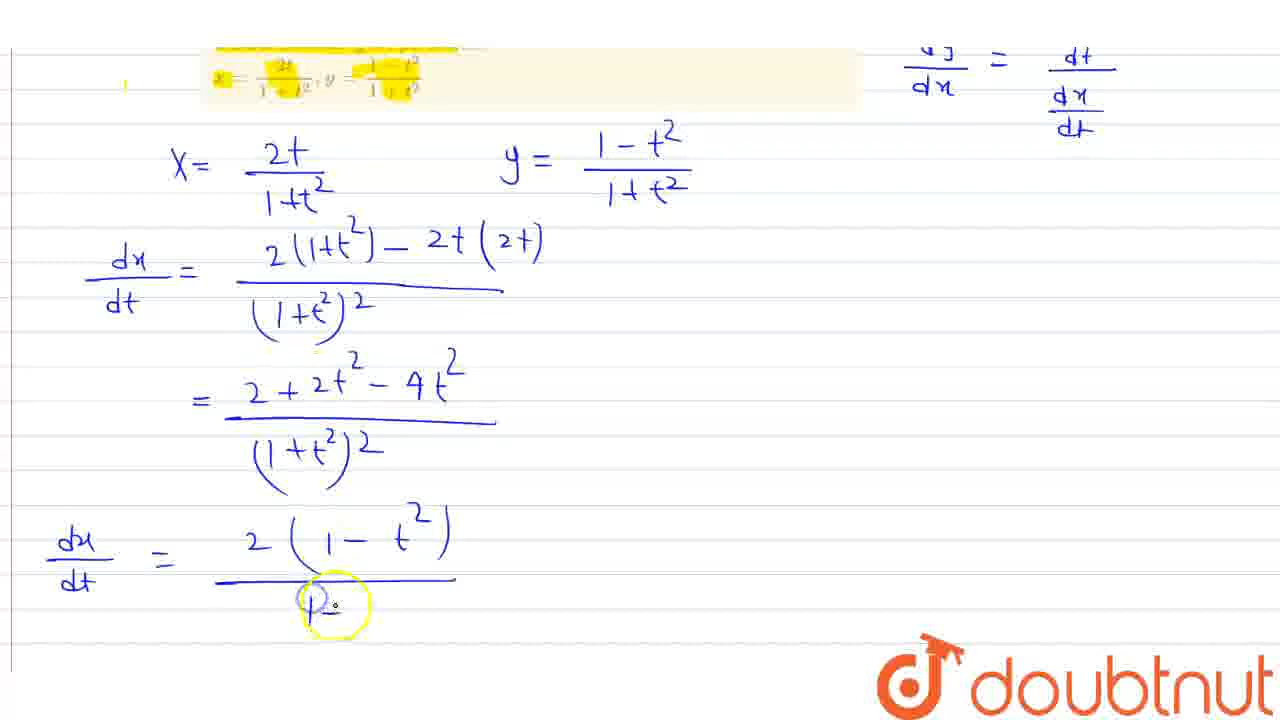 x = 2t/(1 + t²), y = (1 − t²)/(1 + t²)
dy/dx = dt/(dx/dt)
x = 2t/(1+t²) y = (1 − t²)/(1 + t²)
dx/dt = (2(1+t²) − 2t(2t))/(1+t²)²
= (2 + 2t² − 4t²)/(1+t²)²
dx/dt = 2(1 − t²)/1
doubtnut